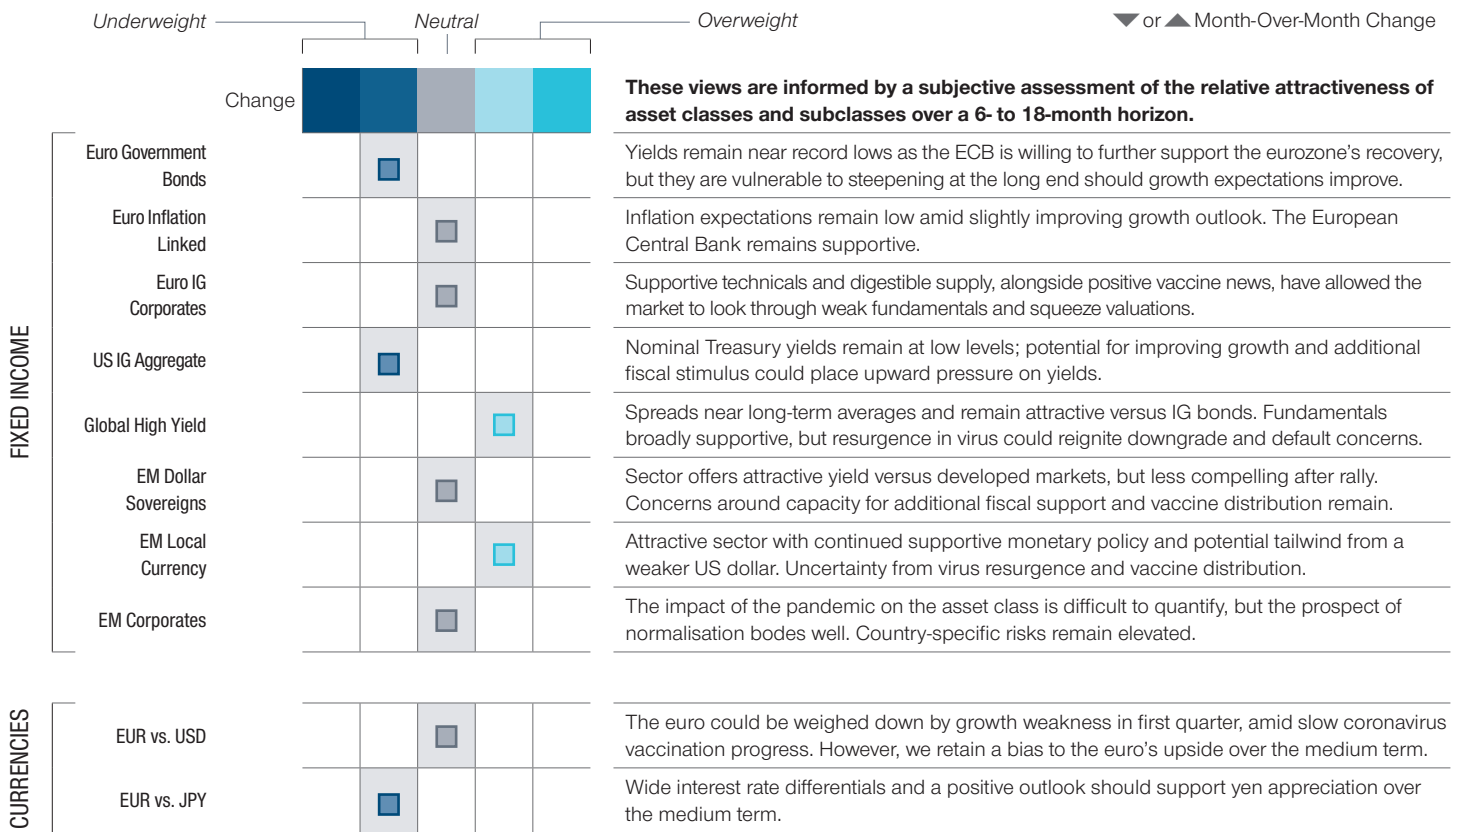 Underweight
Neutral
Overweight
or Month-Over-Month Change
Change
These views are informed by a subjective assessment of the relative attractiveness of
asset classes and subclasses over a 6- to 18-month horizon.
FIXED INCOME
Euro Government
Bonds
Yields remain near record lows as the ECB is willing to further support the eurozone's recovery,
but they are vulnerable to steepening at the long end should growth expectations improve.
Euro Inflation
Linked
Inflation expectations remain low amid slightly improving growth outlook. The European
Central Bank remains supportive.
Euro IG
Corporates
Supportive technicals and digestible supply, alongside positive vaccine news, have allowed the
market to look through weak fundamentals and squeeze valuations.
US IG Aggregate
Nominal Treasury yields remain at low levels; potential for improving growth and additional
fiscal stimulus could place upward pressure on yields.
Global High Yield
Spreads near long-term averages and remain attractive versus IG bonds. Fundamentals
broadly supportive, but resurgence in virus could reignite downgrade and default concerns.
EM Dollar
Sovereigns
Sector offers attractive yield versus developed markets, but less compelling after rally.
Concerns around capacity for additional fiscal support and vaccine distribution remain.
EM Local
Currency
Attractive sector with continued supportive monetary policy and potential tailwind from a
weaker US dollar. Uncertainty from virus resurgence and vaccine distribution.
EM Corporates
The impact of the pandemic on the asset class is difficult to quantify, but the prospect of
normalisation bodes well. Country-specific risks remain elevated.
CURRENCIES
EUR vs. USD
The euro could be weighed down by growth weakness in first quarter, amid slow coronavirus
vaccination progress. However, we retain a bias to the euro's upside over the medium term.
EUR vs. JPY
Wide interest rate differentials and a positive outlook should support yen appreciation over
the medium term.